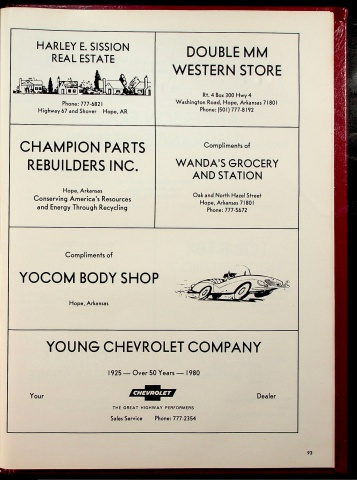 HARLEY E. SISSION
REAL ESTATE
Phone: 777-6821
Highway 67 and Shover Hope, AR
DOUBLE MM
WESTERN STORE
Rt. 4 Box 300 Hwy 4
Washington Road, Hope, Arkansas 71801
Phone: (501) 777-8192
CHAMPION PARTS
REBUILDERS INC.
Hope, Arkansas
Conserving America's Resources
and Energy Through Recycling
Compliments of
WANDA'S GROCERY
AND STATION
Oak and North Hazel Street
Hope, Arkansas 71801
Phone: 777-5672
Compliments of
YOCOM BODY SHOP
Hope, Arkansas
YOUNG CHEVROLET COMPANY
1925 — Over 50 Years — 1980
Your CHEVROLET Dealer
THE GREAT HIGHWAY PERFORMERS
Sales Service Phone: 777-2354
93